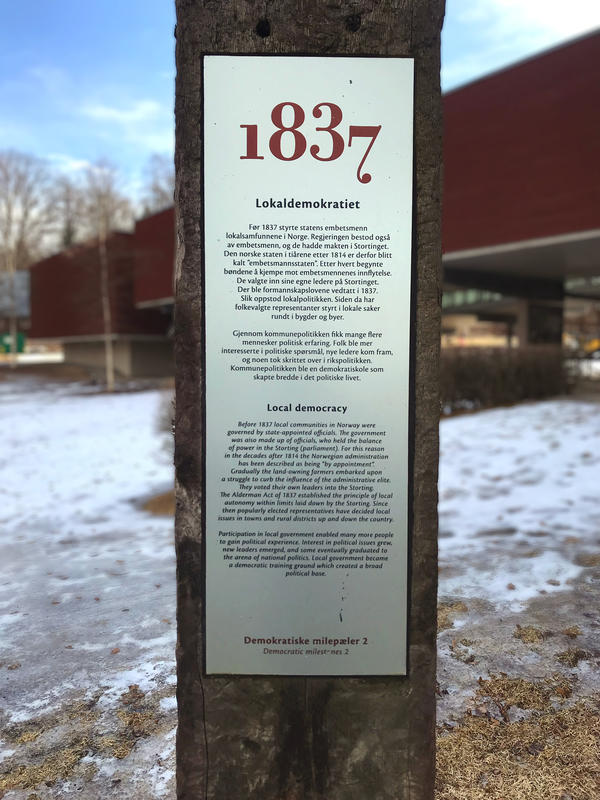 1837
Lokaldemokratiet
Før 1837 styrte statens embetsmenn
lokalsamfunnene i Norge. Regjeringen bestod også
av embetsmenn, og de hadde makten i Stortinget.
Den norske staten i tiårene etter 1814 er derfor blitt
kalt "embetsmannsstaten". Etter hvert begynte
bøndene å kjempe mot embetsmennenes innflytelse.
De valgte inn sine egne ledere på Stortinget.
Der ble formannskapslovene vedtatt i 1837.
Slik oppstod lokalpolitikken. Siden da har
folkevalgte representanter styrt i lokale saker
rundt i bygder og byer.
Gjennom kommunepolitikken fikk mange flere
mennesker politisk erfaring. Folk ble mer
interesserte i politiske spørsmål, nye ledere kom fram,
og noen tok skrittet over i rikspolitikken.
Kommunepolitikken ble en demokratiskole som
skapte bredde i det politiske livet.
Local democracy
Before 1837 local communities in Norway were
governed by state-appointed officials. The government
was also made up of officials, who held the balance
of power in the Storting (parliament). For this reason
in the decades after 1814 the Norwegian administration
has been described as being "by appointment".
Gradually the land-owning farmers embarked upon
a struggle to curb the influence of the administrative elite.
They voted their own leaders into the Storting.
The Alderman Act of 1837 established the principle of local
autonomy within limits laid down by the Storting. Since
then popularly elected representatives have decided local
issues in towns and rural districts up and down the country.
Participation in local government enabled many more people
to gain political experience. Interest in political issues grew,
new leaders emerged, and some eventually graduated to
the arena of national politics. Local government became
a democratic training ground which created a broad
political base.
Demokratiske milepæler 2
Democratic milestones 2